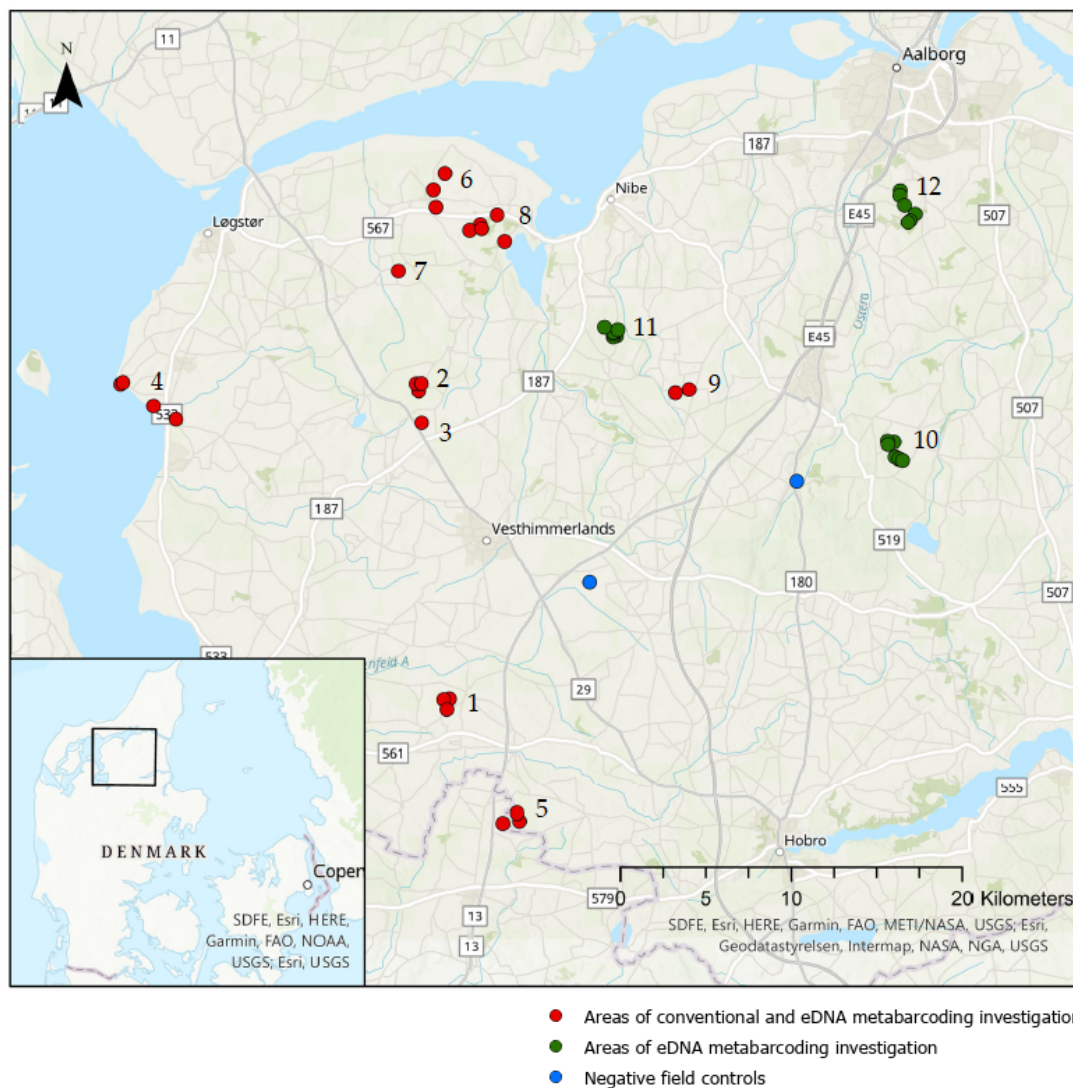 11
N
Aalborg
187
Nibe
6
12
E45
507
Løgstør
567
8
7
Usterå
11
E45
4
2
187
9
533
3
507
10
187
Vesthimmerlands
519
180
507
533
enfeld A
29
1
561
5
555
Hobro
579
0 5 10 20 Kilometers
13
13
SDFE, Esri, HERE, Garmin, FAO, METI/NASA, USGS; Esri,
Geodatastyrelsen, Intermap, NASA, NGA, USGS
DENMARK
Copen
SDFE, Esri, HERE,
Garmin, FAO, NOAA,
USGS; Esri, USGS
Areas of conventional and eDNA metabarcoding investigation
Areas of eDNA metabarcoding investigation
Negative field controls